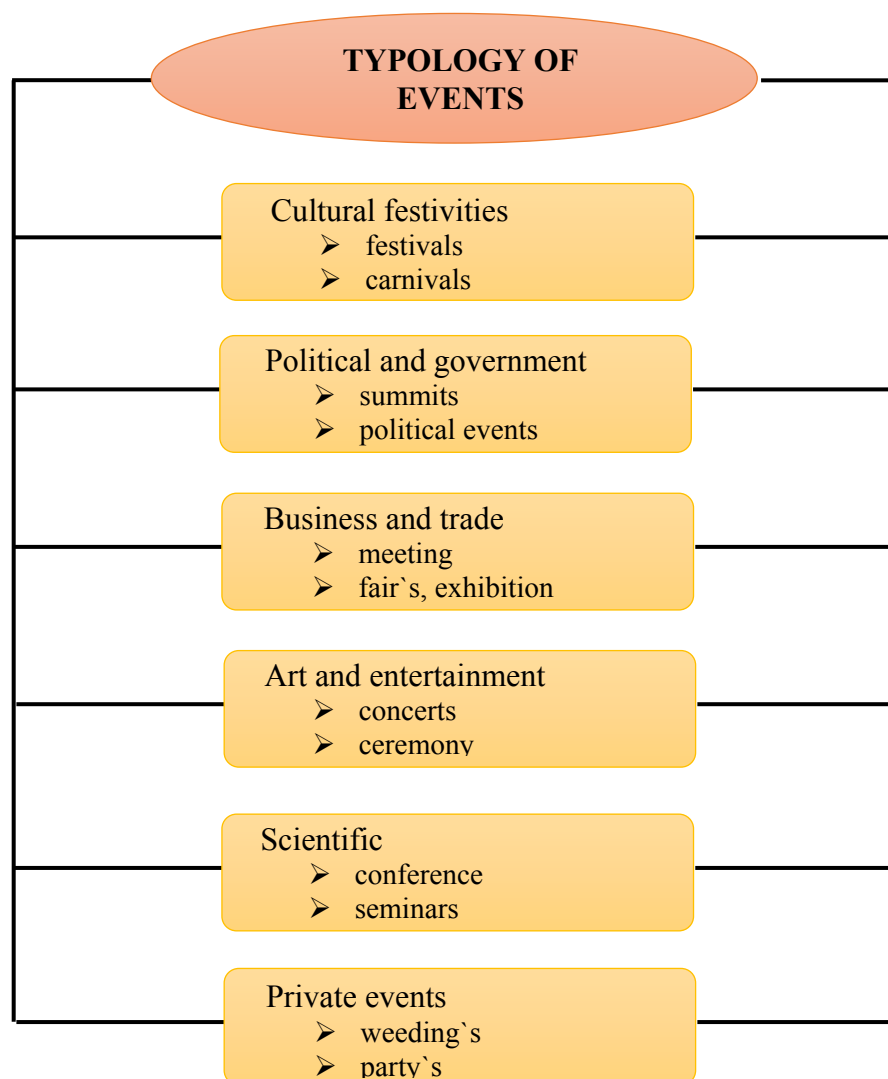 TYPOLOGY OF
EVENTS
Cultural festivities
➢ festivals
➢ carnivals
Political and government
➢ summits
➢ political events
Business and trade
➢ meeting
➢ fair`s, exhibition
Art and entertainment
➢ concerts
➢ ceremony
Scientific
➢ conference
➢ seminars
Private events
➢ weeding`s
➢ party`s